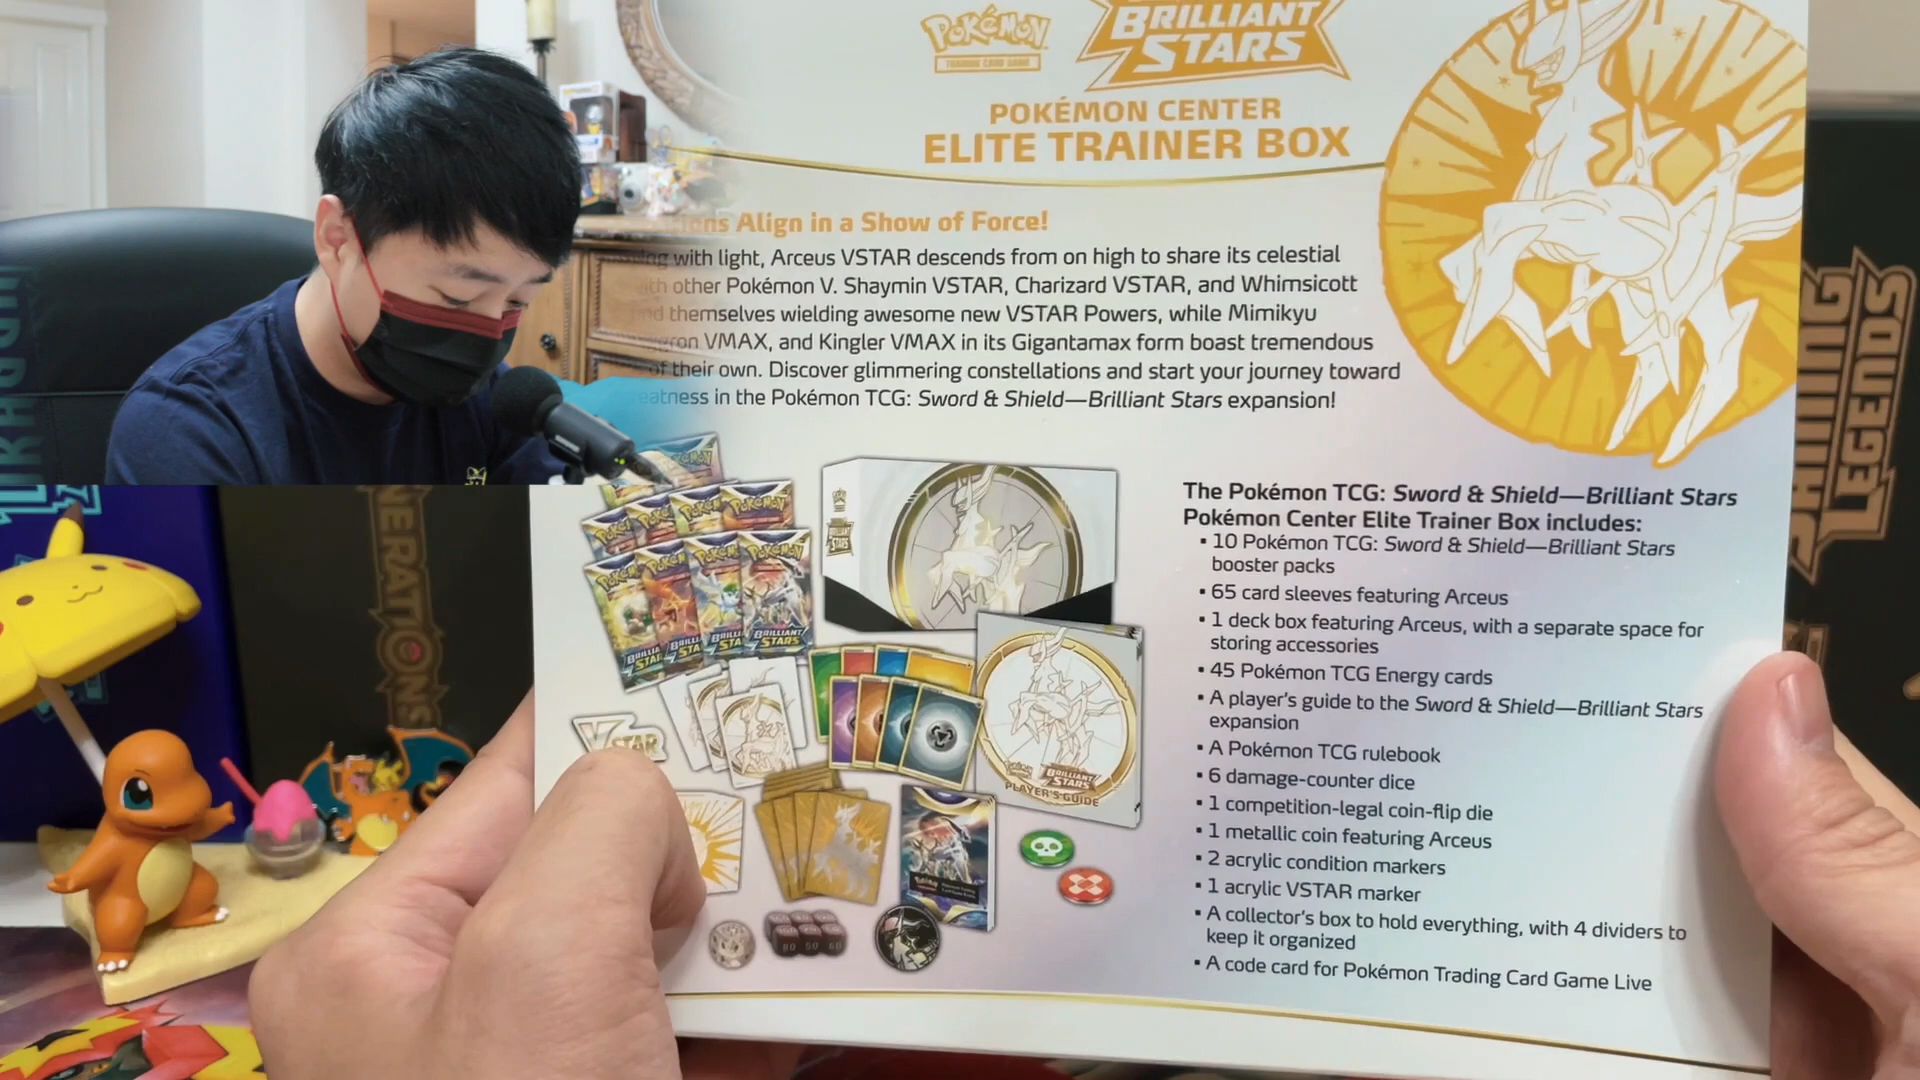 POKÉMON
TRADING CARD GAME
BRILLIANT
STARS
POKÉMON CENTER
ELITE TRAINER BOX
Align in a Show of Force!
with light, Arceus VSTAR descends from on high to share its celestial
other Pokémon V. Shaymin VSTAR, Charizard VSTAR, and Whimsicott
themselves wielding awesome new VSTAR Powers, while Mimikyu
VMAX, and Kingler VMAX in its Gigantamax form boast tremendous
of their own. Discover glimmering constellations and start your journey toward
in the Pokémon TCG: Sword & Shield—Brilliant Stars expansion!
The Pokémon TCG: Sword & Shield—Brilliant Stars
Pokémon Center Elite Trainer Box includes:
▪ 10 Pokémon TCG: Sword & Shield—Brilliant Stars
booster packs
▪ 65 card sleeves featuring Arceus
▪ 1 deck box featuring Arceus, with a separate space for
storing accessories
▪ 45 Pokémon TCG Energy cards
▪ A player's guide to the Sword & Shield—Brilliant Stars
expansion
▪ A Pokémon TCG rulebook
▪ 6 damage-counter dice
▪ 1 competition-legal coin-flip die
▪ 1 metallic coin featuring Arceus
▪ 2 acrylic condition markers
▪ 1 acrylic VSTAR marker
▪ A collector's box to hold everything, with 4 dividers to
keep it organized
▪ A code card for Pokémon Trading Card Game Live
BRILLIANT
STARS
VSTAR
BRILLIANT
STARS
PLAYER'S GUIDE
LEGENDS